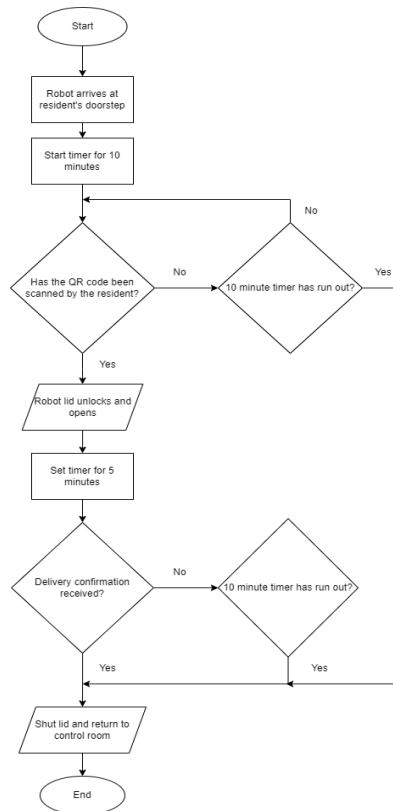 Start
Robot arrives at
resident's doorstep
Start timer for 10
minutes
No
Has the QR code been
scanned by the resident?
No
10 minute timer has run out?
Yes
Yes
Robot lid unlocks and
opens
Set timer for 5
minutes
Delivery confirmation
received?
No
10 minute timer has run out?
Yes
Yes
Shut lid and return to
control room
End